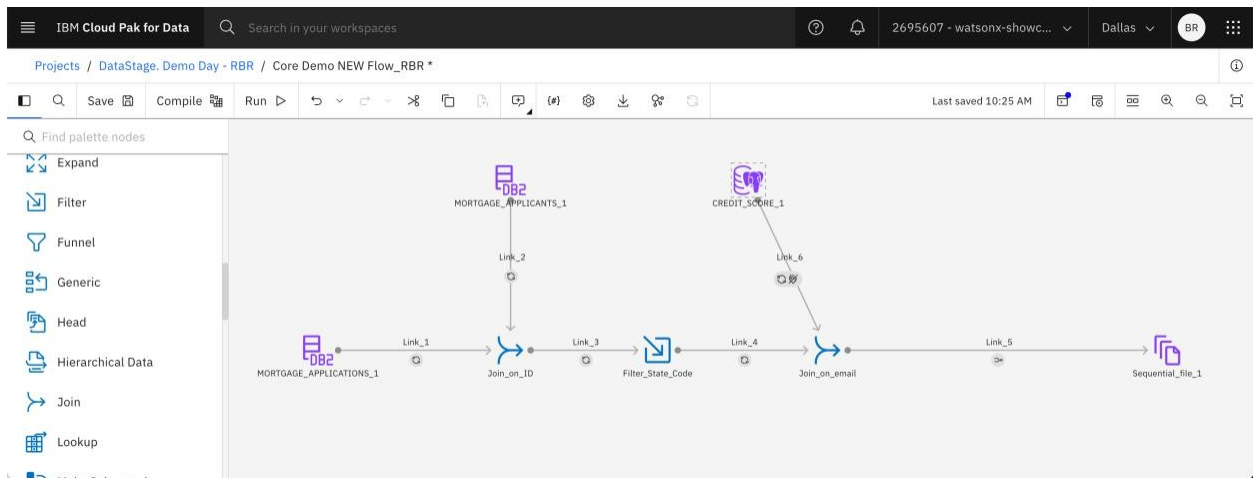 IBM Cloud Pak for Data
Search in your workspaces
2695607 - watsonx-showc...
Dallas
BR
Projects / DataStage. Demo Day - RBR / Core Demo NEW Flow_RBR *
Save
Compile
Run
Last saved 10:25 AM
Find palette nodes
Expand
Filter
Funnel
Generic
Head
Hierarchical Data
Join
Lookup
DB2
MORTGAGE_APPLICANTS_1
CREDIT_SCORE_1
Link_2
Link_6
DB2
MORTGAGE_APPLICATIONS_1
Link_1
Join_on_ID
Link_3
Filter_State_Code
Link_4
Join_on_email
Link_5
Sequential_file_1